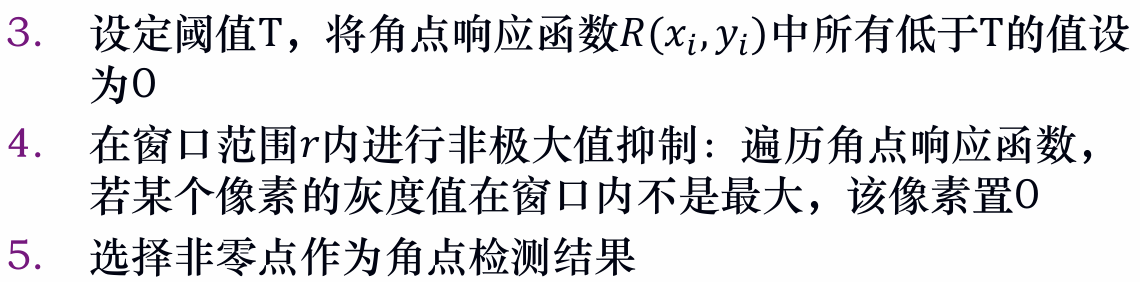 3. 设定阈值T，将角点响应函数R(xᵢ,yᵢ)中所有低于T的值设
为0
4. 在窗口范围r内进行非极大值抑制：遍历角点响应函数，
若某个像素的灰度值在窗口内不是最大，该像素置0
5. 选择非零点作为角点检测结果